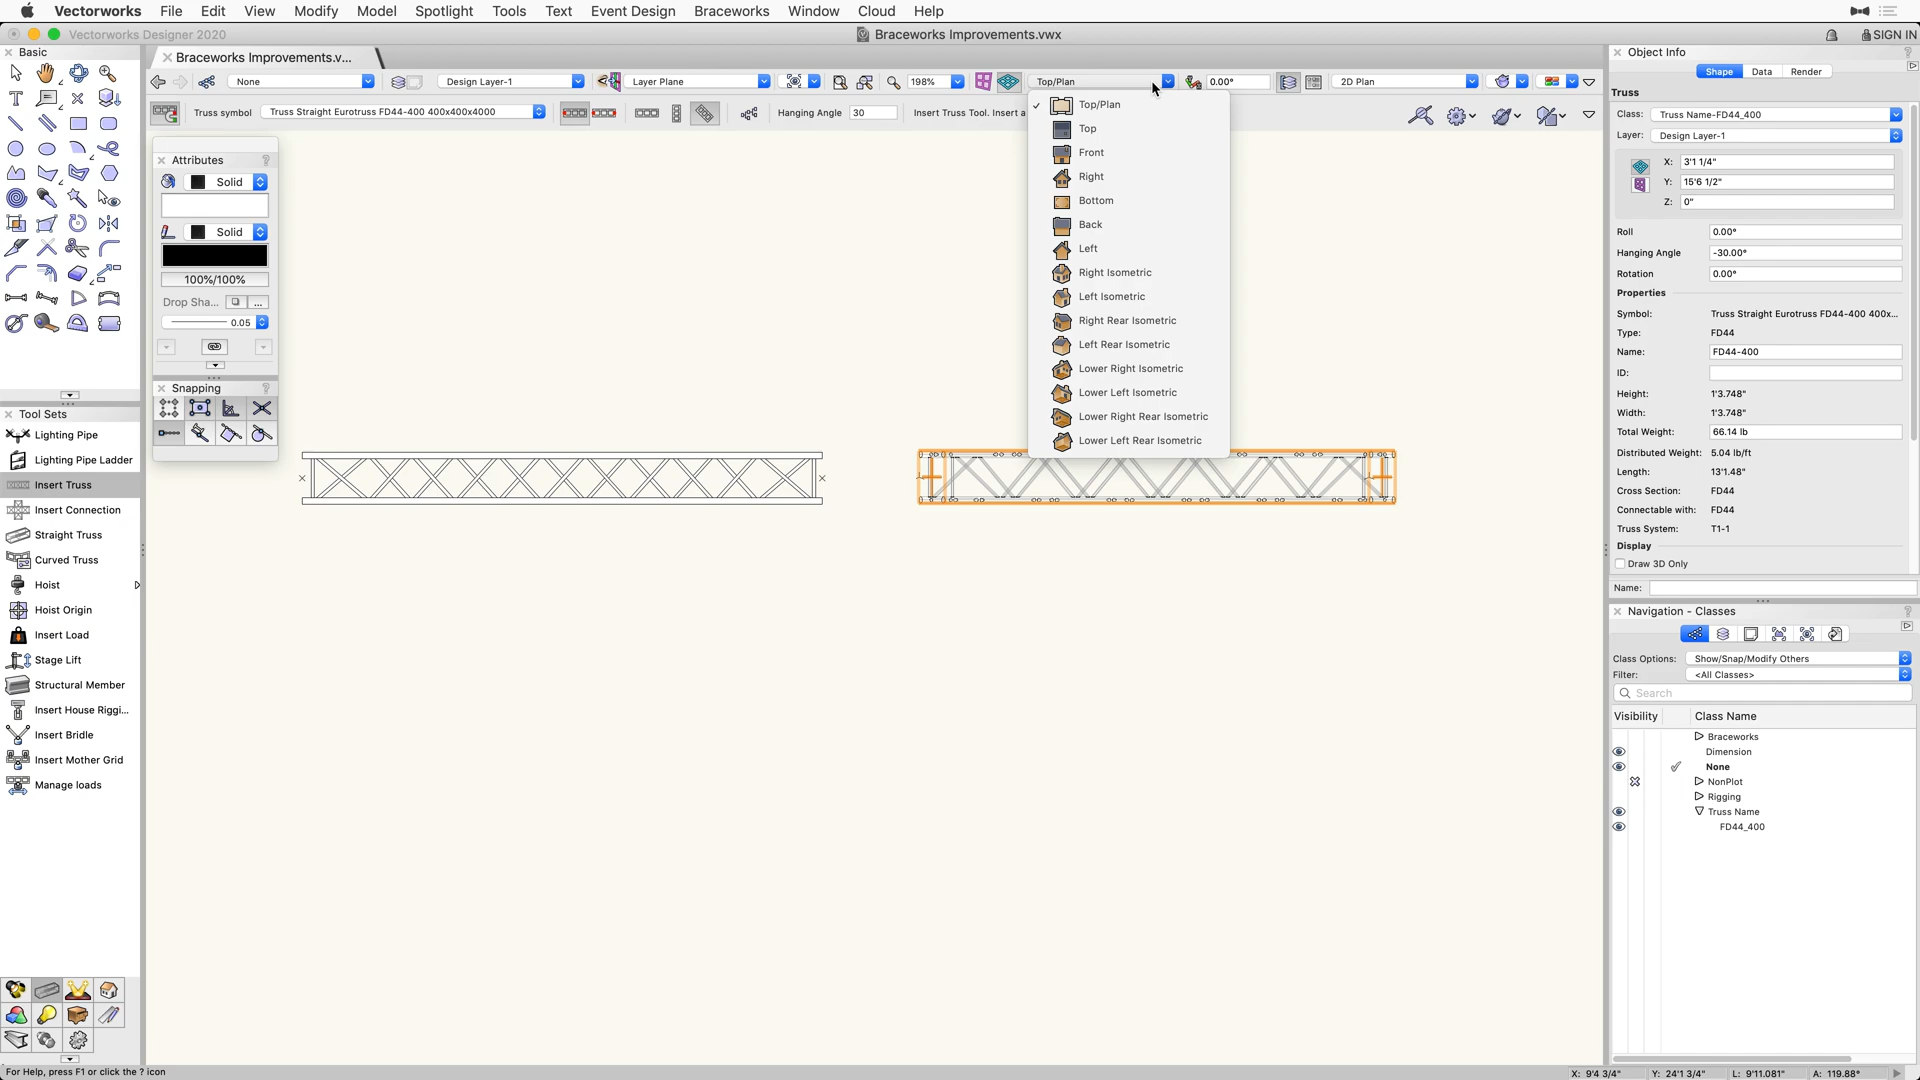 Vectorworks File Edit View Modify Model Spotlight Tools Text Event Design Braceworks Window Cloud Help
Vectorworks Designer 2020
Braceworks Improvements.vwx
SIGN IN
Basic
Braceworks Improvements.v...
None
Design Layer-1
Layer Plane
198%
Top/Plan
0.00°
2D Plan
Truss symbol
Truss Straight Eurotruss FD44-400 400x400x4000
Hanging Angle
30
Insert Truss Tool. Insert a
Top/Plan
Top
Front
Right
Bottom
Back
Left
Right Isometric
Left Isometric
Right Rear Isometric
Left Rear Isometric
Lower Right Isometric
Lower Left Isometric
Lower Right Rear Isometric
Lower Left Rear Isometric
Attributes
Solid
Solid
100%/100%
Drop Sha...
...
0.05
Snapping
Tool Sets
Lighting Pipe
Lighting Pipe Ladder
Insert Truss
Insert Connection
Straight Truss
Curved Truss
Hoist
Hoist Origin
Insert Load
Stage Lift
Structural Member
Insert House Riggi...
Insert Bridle
Insert Mother Grid
Manage loads
Object Info
Shape Data Render
Truss
Class: Truss Name-FD44_400
Layer: Design Layer-1
X: 3'1 1/4"
Y: 15'6 1/2"
Z: 0"
Roll 0.00°
Hanging Angle -30.00°
Rotation 0.00°
Properties
Symbol: Truss Straight Eurotruss FD44-400 400x...
Type: FD44
Name: FD44-400
ID:
Height: 1'3.748"
Width: 1'3.748"
Total Weight: 66.14 lb
Distributed Weight: 5.04 lb/ft
Length: 13'1.48"
Cross Section: FD44
Connectable with: FD44
Truss System: T1-1
Display
Draw 3D Only
Name:
Navigation - Classes
Class Options: Show/Snap/Modify Others
Filter: <All Classes>
Search
Visibility Class Name
Braceworks
Dimension
None
NonPlot
Rigging
Truss Name
FD44_400
For Help, press F1 or click the ? icon
X: 9'4 3/4" Y: 24'1 3/4" L: 9'11.081" A: 119.88°